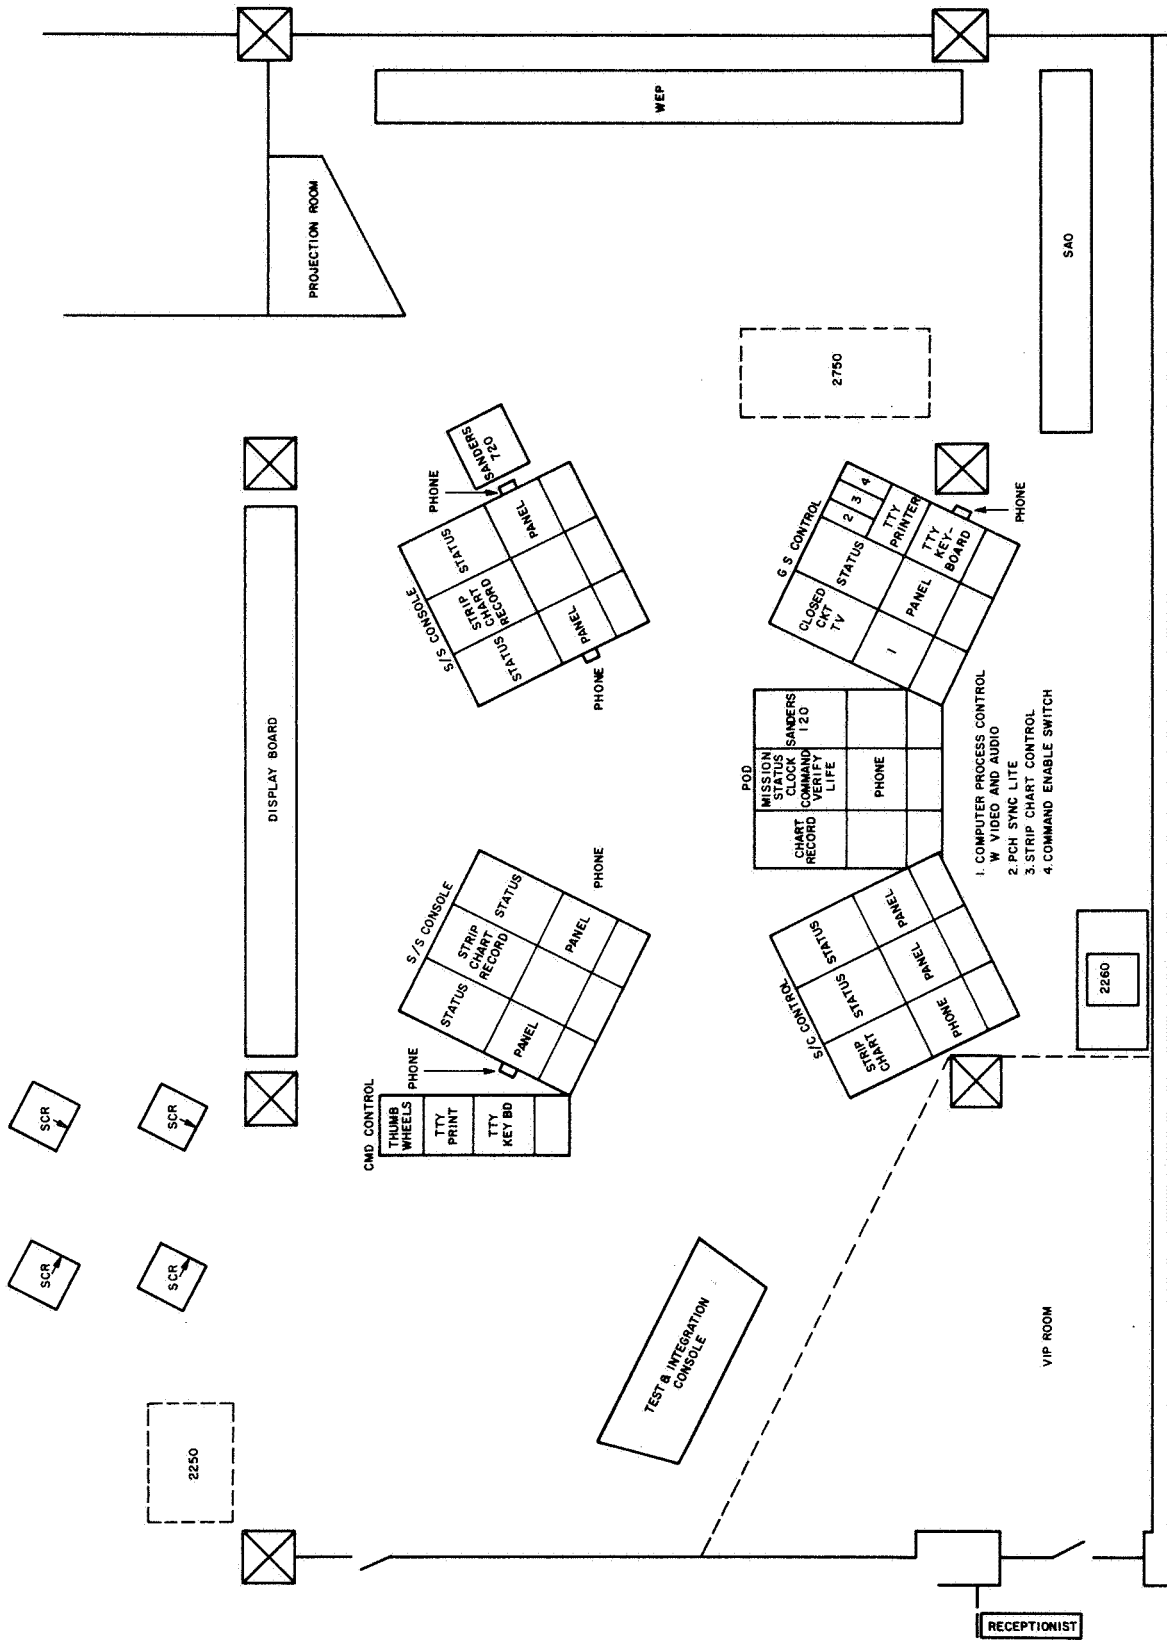 WEP
PROJECTION ROOM
SAO
2750
SANDERS
720
PHONE
S/S CONSOLE
STATUS
STRIP
CHART
RECORD
STATUS
PANEL
PANEL
PHONE
DISPLAY BOARD
G S CONTROL
CLOSED
CKT
TV
STATUS
2
3
4
TTY
PRINTER
1
PANEL
TTY
KEY-
BOARD
PHONE
POD
CHART
RECORD
MISSION
STATUS
CLOCK
COMMAND
VERIFY
LIFE
SANDERS
120
PHONE
1. COMPUTER PROCESS CONTROL
W VIDEO AND AUDIO
2. PCH SYNC LITE
3. STRIP CHART CONTROL
4. COMMAND ENABLE SWITCH
S/S CONSOLE
STATUS
STRIP
CHART
RECORD
STATUS
PANEL
PANEL
PHONE
PHONE
CMD CONTROL
THUMB
WHEELS
TTY
PRINT
TTY
KEY BD
S/C CONTROL
STRIP
CHART
STATUS
STATUS
PHONE
PANEL
PANEL
2260
SCR
SCR
SCR
SCR
TEST & INTEGRATION
CONSOLE
2250
VIP ROOM
RECEPTIONIST